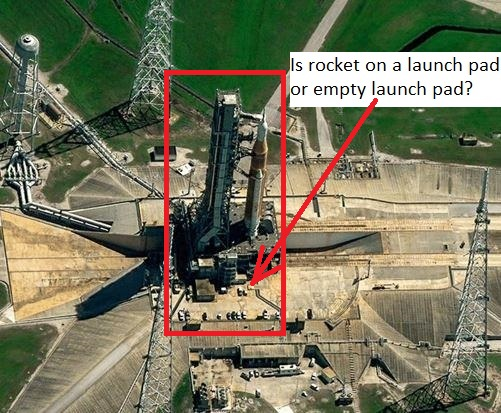 Is rocket on a launch pad
or empty launch pad?